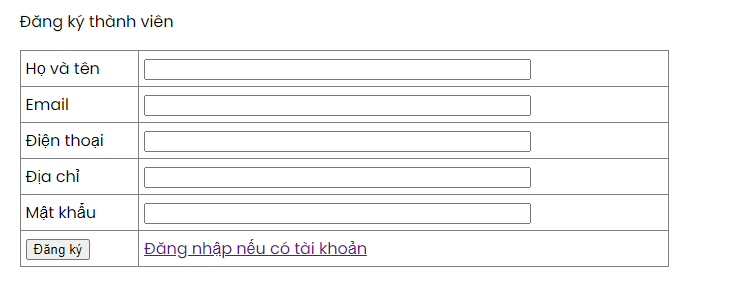 Đăng ký thành viên
Họ và tên
Email
Điện thoại
Địa chỉ
Mật khẩu
Đăng ký Đăng nhập nếu có tài khoản